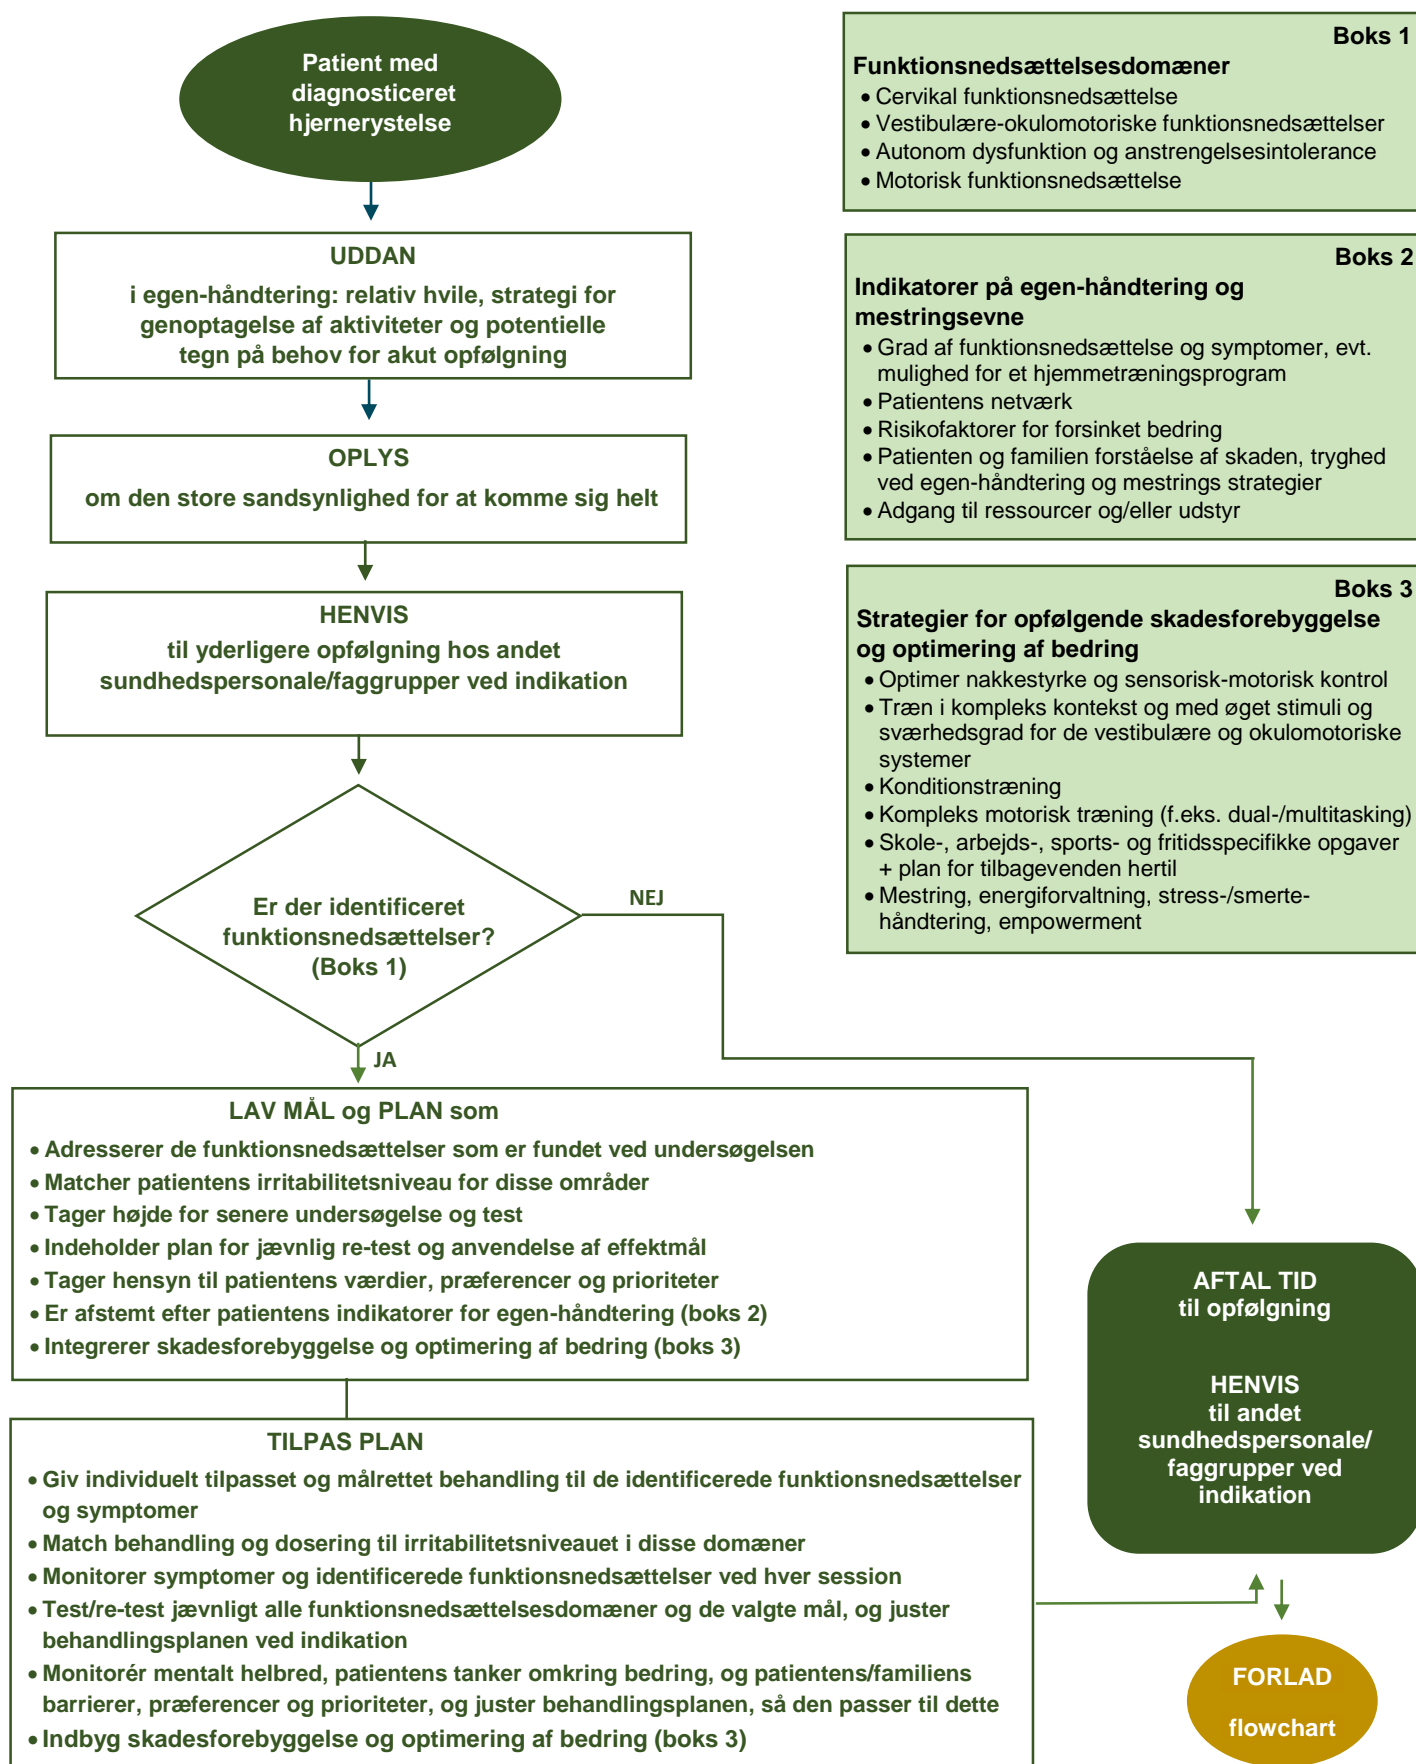 Patient med
diagnosticeret
hjernerystelse
UDDAN
i egen-håndtering: relativ hvile, strategi for
genoptagelse af aktiviteter og potentielle
tegn på behov for akut opfølgning
OPLYS
om den store sandsynlighed for at komme sig helt
HENVIS
til yderligere opfølgning hos andet
sundhedspersonale/faggrupper ved indikation
Er der identificeret
funktionsnedsættelser?
(Boks 1)
NEJ
JA
LAV MÅL og PLAN som
• Adresserer de funktionsnedsættelser som er fundet ved undersøgelsen
• Matcher patientens irritabilitetsniveau for disse områder
• Tager højde for senere undersøgelse og test
• Indeholder plan for jævnlig re-test og anvendelse af effektmål
• Tager hensyn til patientens værdier, præferencer og prioriteter
• Er afstemt efter patientens indikatorer for egen-håndtering (boks 2)
• Integrerer skadesforebyggelse og optimering af bedring (boks 3)
TILPAS PLAN
• Giv individuelt tilpasset og målrettet behandling til de identificerede funktionsnedsættelser
og symptomer
• Match behandling og dosering til irritabilitetsniveauet i disse domæner
• Monitorer symptomer og identificerede funktionsnedsættelser ved hver session
• Test/re-test jævnligt alle funktionsnedsættelsesdomæner og de valgte mål, og juster
behandlingsplanen ved indikation
• Monitorér mentalt helbred, patientens tanker omkring bedring, og patientens/familiens
barrierer, præferencer og prioriteter, og juster behandlingsplanen, så den passer til dette
• Indbyg skadesforebyggelse og optimering af bedring (boks 3)
Boks 1
Funktionsnedsættelsesdomæner
• Cervikal funktionsnedsættelse
• Vestibulære-okulomotoriske funktionsnedsættelser
• Autonom dysfunktion og anstrengelsesintolerance
• Motorisk funktionsnedsættelse
Boks 2
Indikatorer på egen-håndtering og
mestringsevne
• Grad af funktionsnedsættelse og symptomer, evt.
mulighed for et hjemmetræningsprogram
• Patientens netværk
• Risikofaktorer for forsinket bedring
• Patienten og familien forståelse af skaden, tryghed
ved egen-håndtering og mestrings strategier
• Adgang til ressourcer og/eller udstyr
Boks 3
Strategier for opfølgende skadesforebyggelse
og optimering af bedring
• Optimer nakkestyrke og sensorisk-motorisk kontrol
• Træn i kompleks kontekst og med øget stimuli og
sværhedsgrad for de vestibulære og okulomotoriske
systemer
• Konditionstræning
• Kompleks motorisk træning (f.eks. dual-/multitasking)
• Skole-, arbejds-, sports- og fritidsspecifikke opgaver
+ plan for tilbagevenden hertil
• Mestring, energiforvaltning, stress-/smerte-
håndtering, empowerment
AFTAL TID
til opfølgning
HENVIS
til andet
sundhedspersonale/
faggrupper ved
indikation
FORLAD
flowchart